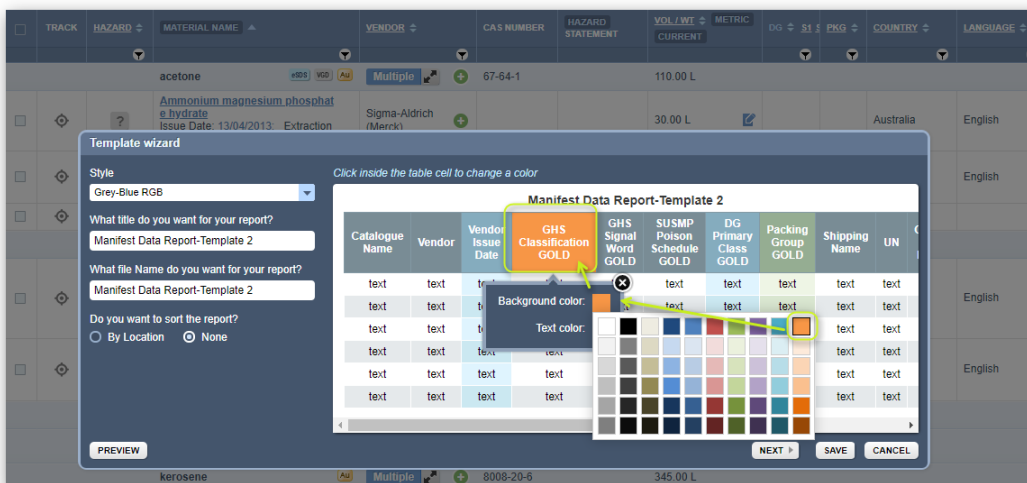 TRACK HAZARD MATERIAL NAME VENDOR CAS NUMBER HAZARD STATEMENT VOL / WT METRIC CURRENT DG S1 PKG COUNTRY LANGUAGE
acetone eSDS VGD Au Multiple 67-64-1 110.00 L
Ammonium magnesium phosphat
e hydrate
Issue Date: 13/04/2013: Extraction
?
Sigma-Aldrich
(Merck)
30.00 L
Australia
English
Template wizard
Style
Grey-Blue RGB
What title do you want for your report?
Manifest Data Report-Template 2
What file Name do you want for your report?
Manifest Data Report-Template 2
Do you want to sort the report?
By Location None
Click inside the table cell to change a color
Manifest Data Report-Template 2
Catalogue Name Vendor Vendor Issue Date GHS Classification GOLD GHS Signal Word GOLD SUSMP Poison Schedule GOLD DG Primary Class GOLD Packing Group GOLD Shipping Name UN
text text text text text text text text text
text text text text text text text text
text text text text text
text text text text text text
text text text text text text
text text text text text text
Background color:
Text color:
English
English
English
PREVIEW NEXT SAVE CANCEL
kerosene Au Multiple 8008-20-6 345.00 L